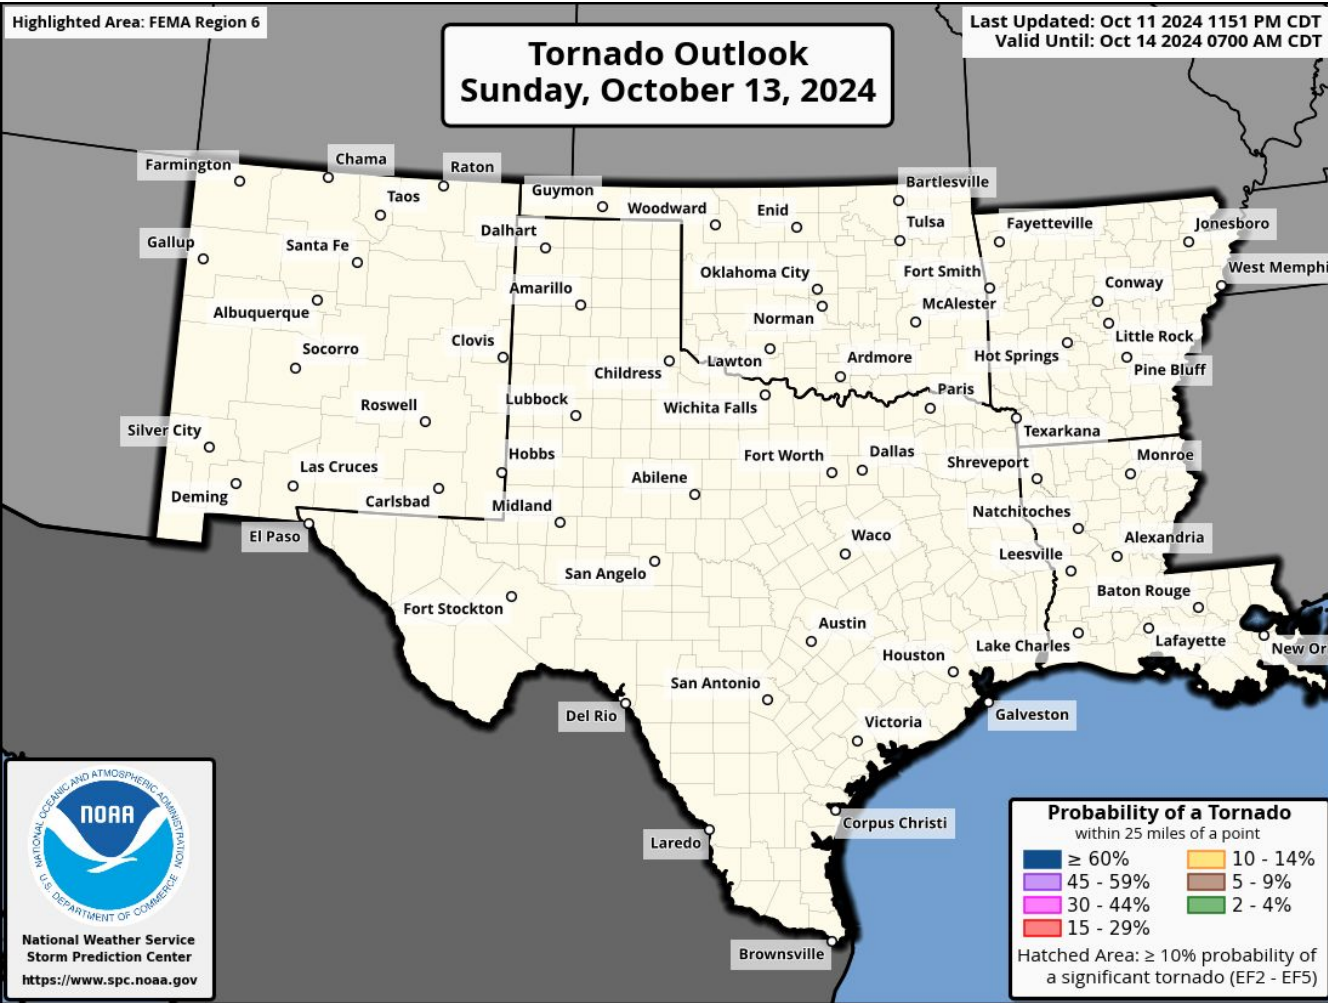 Highlighted Area: FEMA Region 6
Tornado Outlook
Sunday, October 13, 2024
Last Updated: Oct 11 2024 1151 PM CDT
Valid Until: Oct 14 2024 0700 AM CDT
Farmington
Chama
Raton
Taos
Guymon
Woodward
Enid
Bartlesville
Tulsa
Fayetteville
Jonesboro
Gallup
Santa Fe
Dalhart
Oklahoma City
Fort Smith
West Memphi
Conway
Amarillo
McAlester
Albuquerque
Norman
Little Rock
Socorro
Clovis
Childress
Lawton
Ardmore
Hot Springs
Pine Bluff
Roswell
Lubbock
Wichita Falls
Paris
Texarkana
Silver City
Las Cruces
Hobbs
Fort Worth
Dallas
Shreveport
Monroe
Deming
Carlsbad
Midland
Abilene
Natchitoches
El Paso
Waco
Alexandria
San Angelo
Leesville
Fort Stockton
Baton Rouge
Austin
Lake Charles
Lafayette
New Or
Houston
San Antonio
Del Rio
Victoria
Galveston
Corpus Christi
Laredo
Brownsville
NATIONAL OCEANIC AND ATMOSPHERIC ADMINISTRATION
NOAA
U.S. DEPARTMENT OF COMMERCE
National Weather Service
Storm Prediction Center
https://www.spc.noaa.gov
Probability of a Tornado
within 25 miles of a point
≥ 60%
10 - 14%
45 - 59%
5 - 9%
30 - 44%
2 - 4%
15 - 29%
Hatched Area: ≥ 10% probability of
a significant tornado (EF2 - EF5)